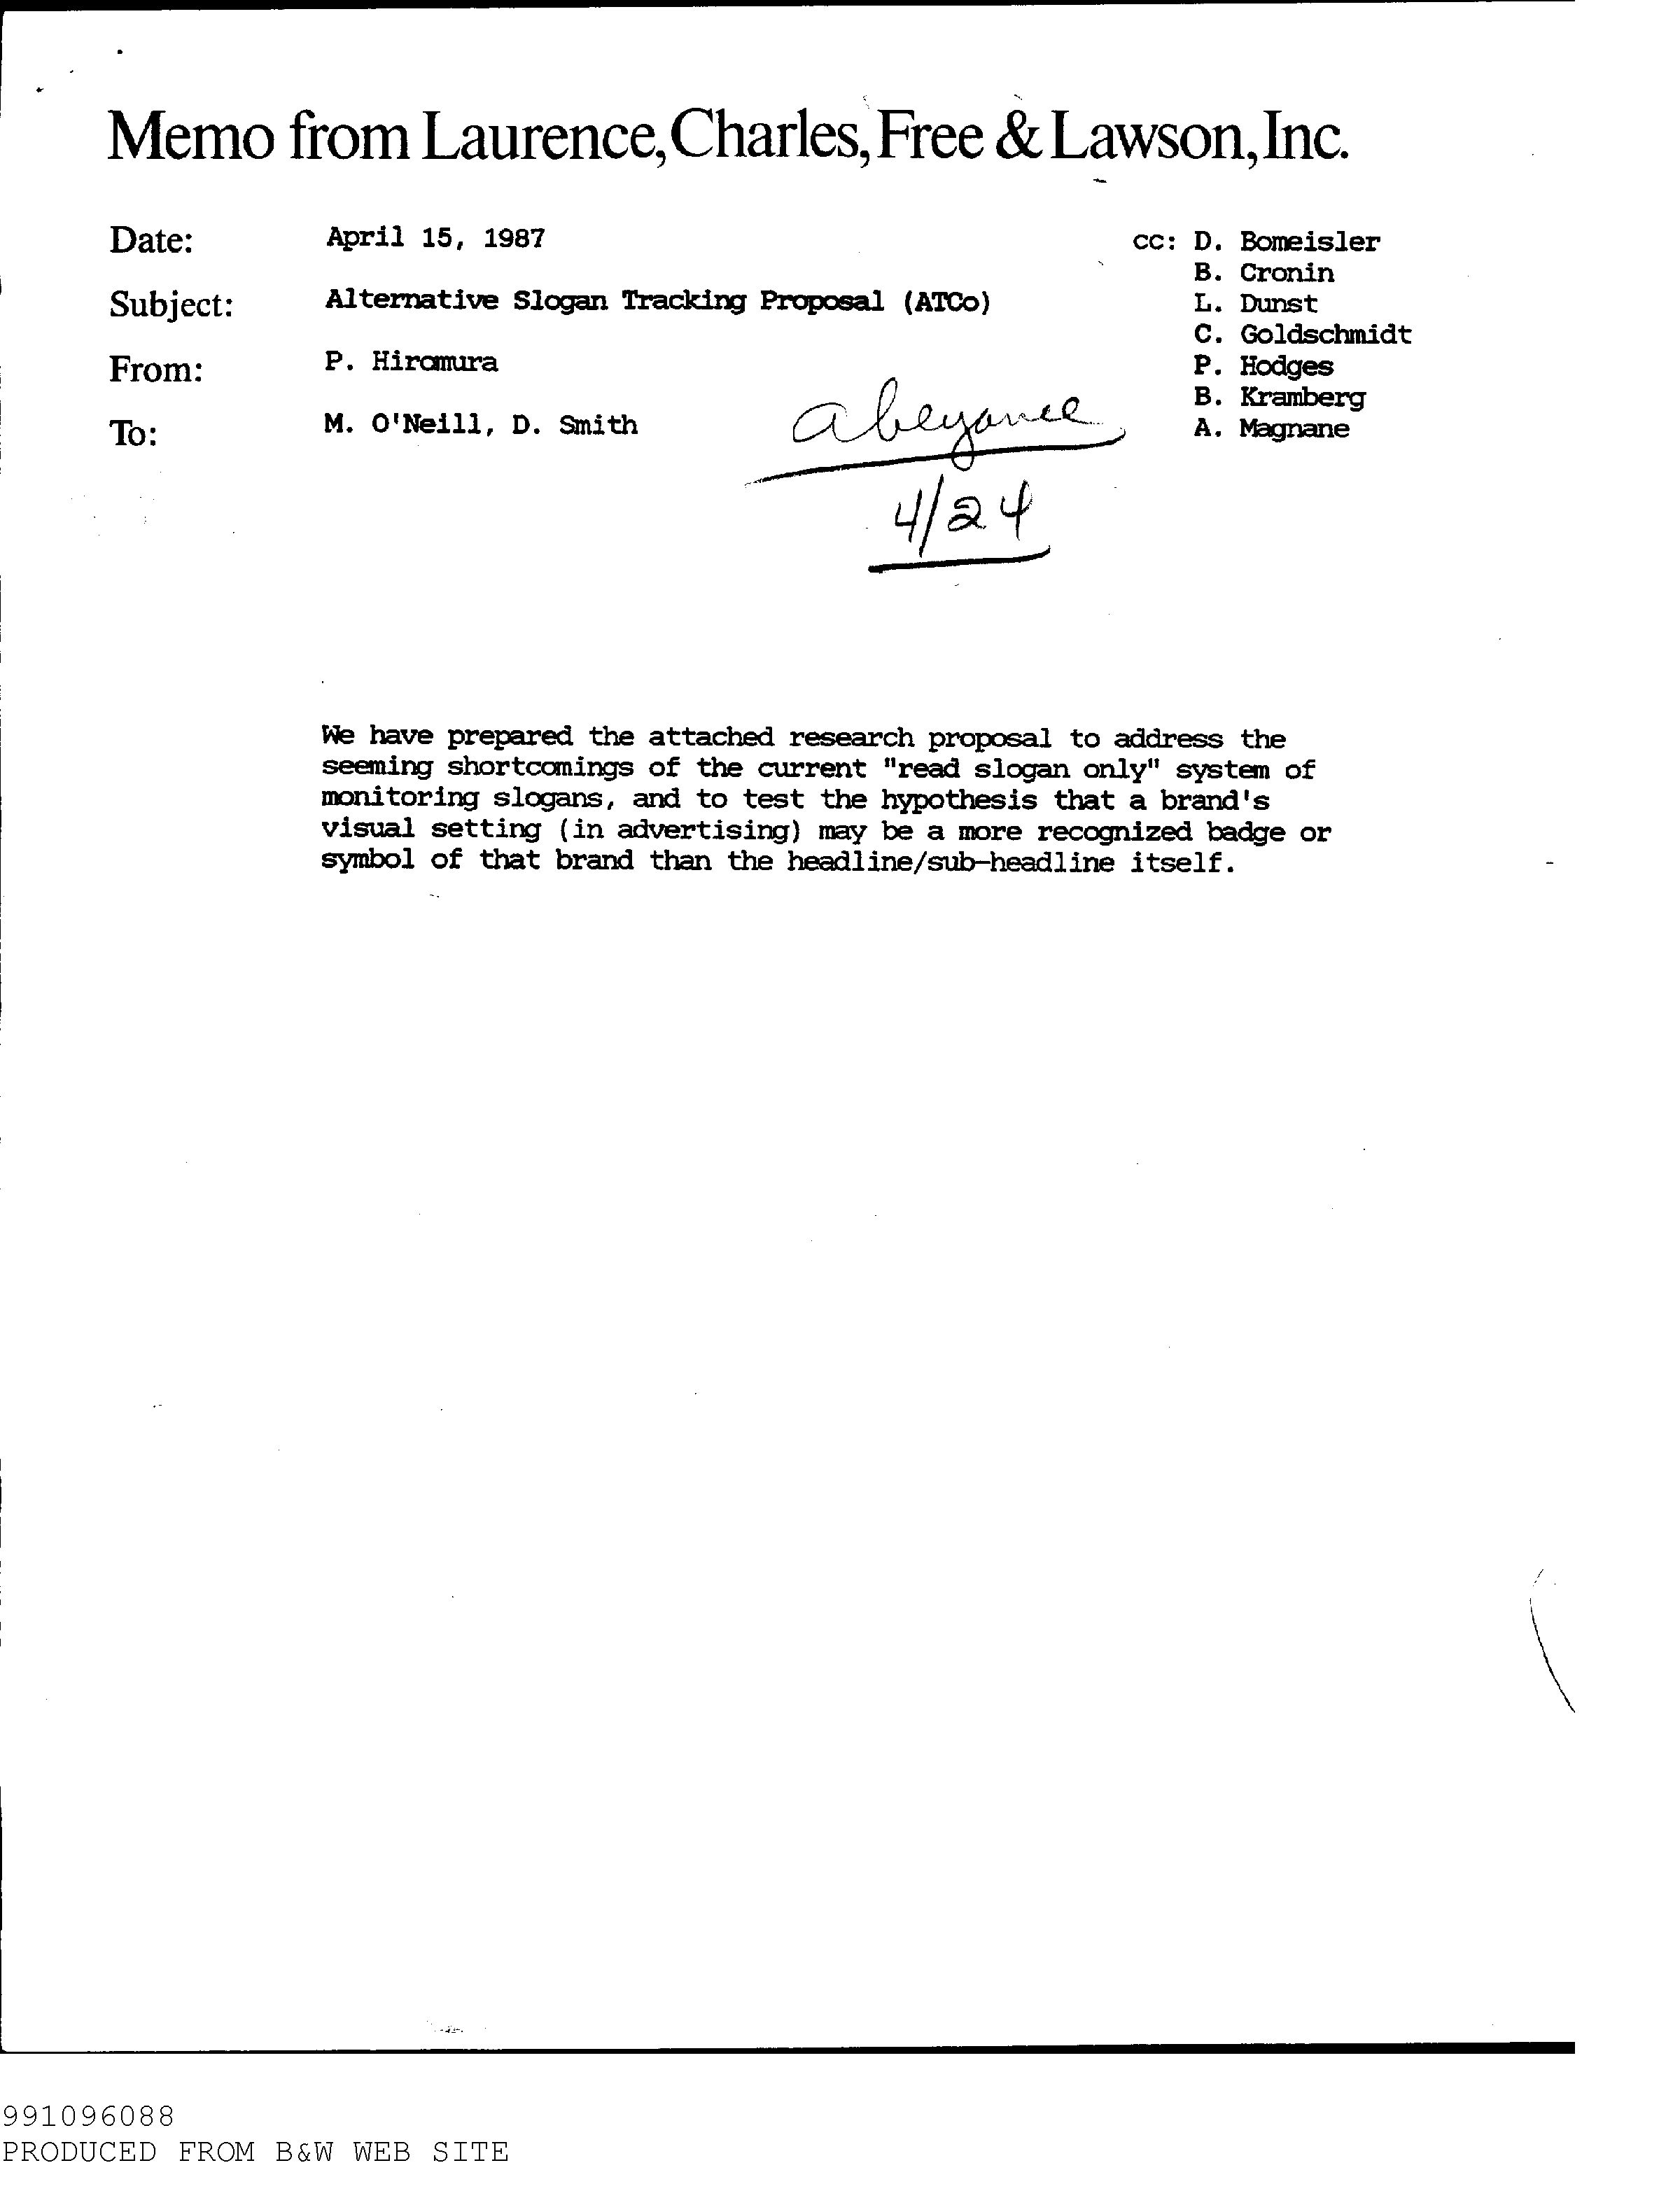 Memo from Laurence, Charles, Free & Lawson, Inc.
Date: April 15, 1987
Subject: Alternative Slogan Tracking Proposal (ATCo)
From: P. Hiromura
To: M. O'Neill, D. Smith
cc: D. Bomeisler
B. Cronin
L. Dunst
C. Goldschmidt
P. Hodges
B. Kramberg
A. Magnane
abeyance
4/24
We have prepared the attached research proposal to address the
seeming shortcomings of the current "read slogan only" system of
monitoring slogans, and to test the hypothesis that a brand's
visual setting (in advertising) may be a more recognized badge or
symbol of that brand than the headline/sub-headline itself.
991096088
PRODUCED FROM B&W WEB SITE